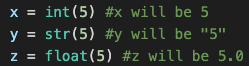 x = int(5) #x will be 5
y = str(5) #y will be "5"
z = float(5) #z will be 5.0